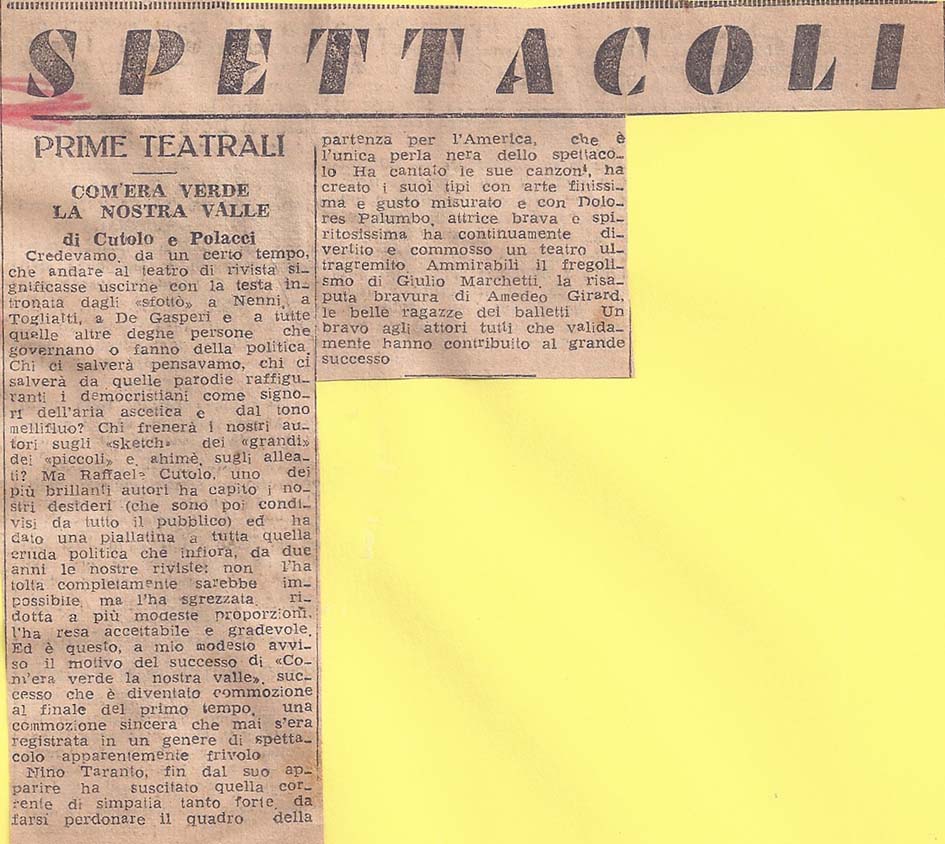 SPETTACOLI
PRIME TEATRALI
COM'ERA VERDE
LA NOSTRA VALLE
di Cutolo e Polacci
Credevamo, da un certo tempo,
che andare al teatro di rivista si-
gnificasse uscirne con la testa in-
tronata dagli «sfottò» a Nenni, a
Togliatti, a De Gasperi e a tutte
quelle altre degne persone che
governano o fanno della politica.
Chi ci salverà pensavamo, chi ci
salverà da quelle parodie raffigu-
ranti i democristiani come signo-
ri dell'aria ascetica e dal tono
mellifluo? Chi frenerà i nostri au-
tori sugli «sketch» dei «grandi»
dei «piccoli» e, ahimè, sugli allea-
ti? Ma Raffaele Cutolo, uno dei
più brillanti autori ha capito i no-
stri desideri (che sono poi condi-
visi da tutto il pubblico) ed ha
dato una piallatina a tutta quella
cruda politica che infiora, da due
anni le nostre riviste: non l'ha
tolta completamente sarebbe im-
possibile, ma l'ha sgrezzata ri-
dotta a più modeste proporzioni,
l'ha resa accettabile e gradevole.
Ed è questo, a mio modesto avvi-
so il motivo del successo di «Co-
m'era verde la nostra valle», suc-
cesso che è diventato commozione
al finale del primo tempo, una
commozione sincera che mai s'era
registrata in un genere di spetta-
colo apparentemente frivolo
Nino Taranto, fin dal suo ap-
parire ha suscitato quella cor-
rente di simpatia tanto forte, da
farsi perdonare il quadro della
partenza per l'America, che è
l'unica perla nera dello spettaco-
lo Ha cantato le sue canzoni, ha
creato i suoi tipi con arte finissi-
ma e gusto misurato e con Dolo-
res Palumbo, attrice brava e spi-
ritosissima ha continuamente di-
vertito e commosso un teatro ul-
tragremito. Ammirabili il fregoli-
smo di Giulio Marchetti, la risa-
puta bravura di Amedeo Girard,
le belle ragazze dei balletti Un
bravo agli attori tutti che valida-
mente hanno contribuito al grande
successo